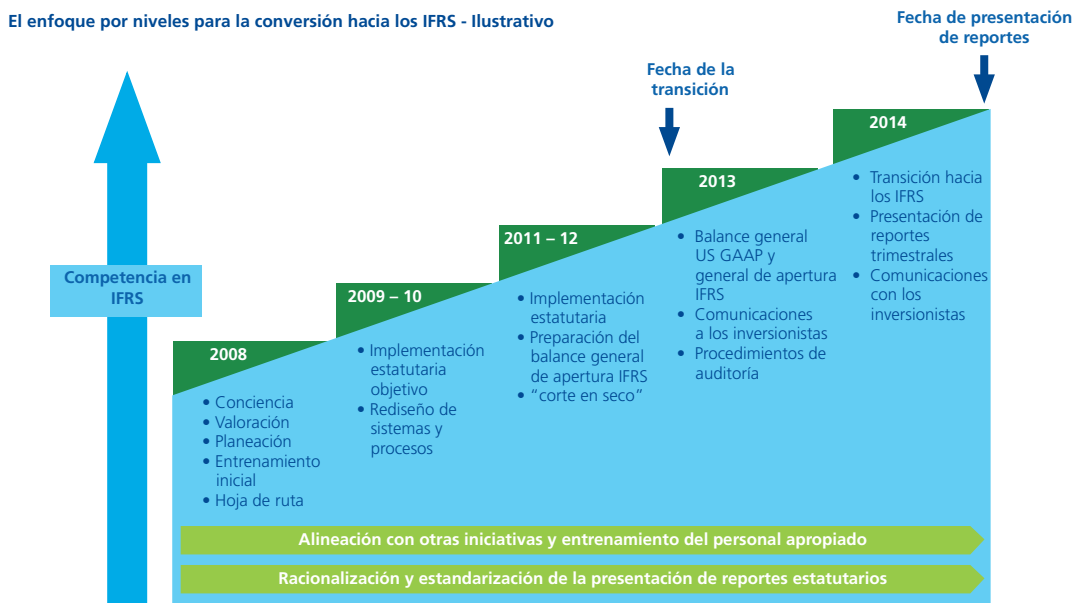 El enfoque por niveles para la conversión hacia los IFRS - Ilustrativo
Fecha de presentación
de reportes
Fecha de la
transición
Competencia en
IFRS
2008
• Conciencia
• Valoración
• Planeación
• Entrenamiento
inicial
• Hoja de ruta
2009 – 10
• Implementación
estatutaria
objetivo
• Rediseño de
sistemas y
procesos
2011 – 12
• Implementación
estatutaria
• Preparación del
balance general
de apertura IFRS
• “corte en seco”
2013
• Balance general
US GAAP y
general de apertura
IFRS
• Comunicaciones
a los inversionistas
• Procedimientos de
auditoría
2014
• Transición hacia
los IFRS
• Presentación de
reportes
trimestrales
• Comunicaciones
con los
inversionistas
Alineación con otras iniciativas y entrenamiento del personal apropiado
Racionalización y estandarización de la presentación de reportes estatutarios